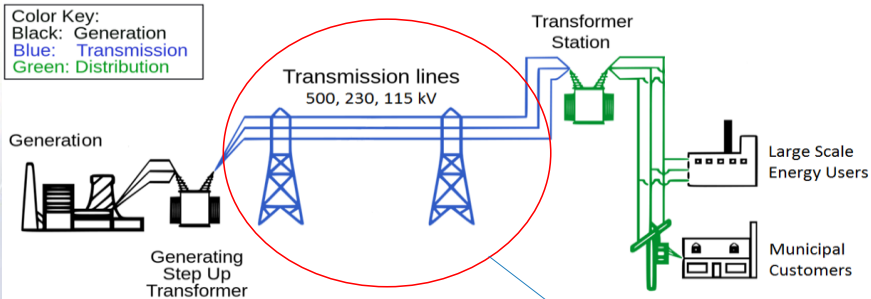 Color Key:
Black: Generation
Blue: Transmission
Green: Distribution
Transformer
Station
Transmission lines
500, 230, 115 kV
Generation
Large Scale
Energy Users
Generating
Step Up
Transformer
Municipal
Customers